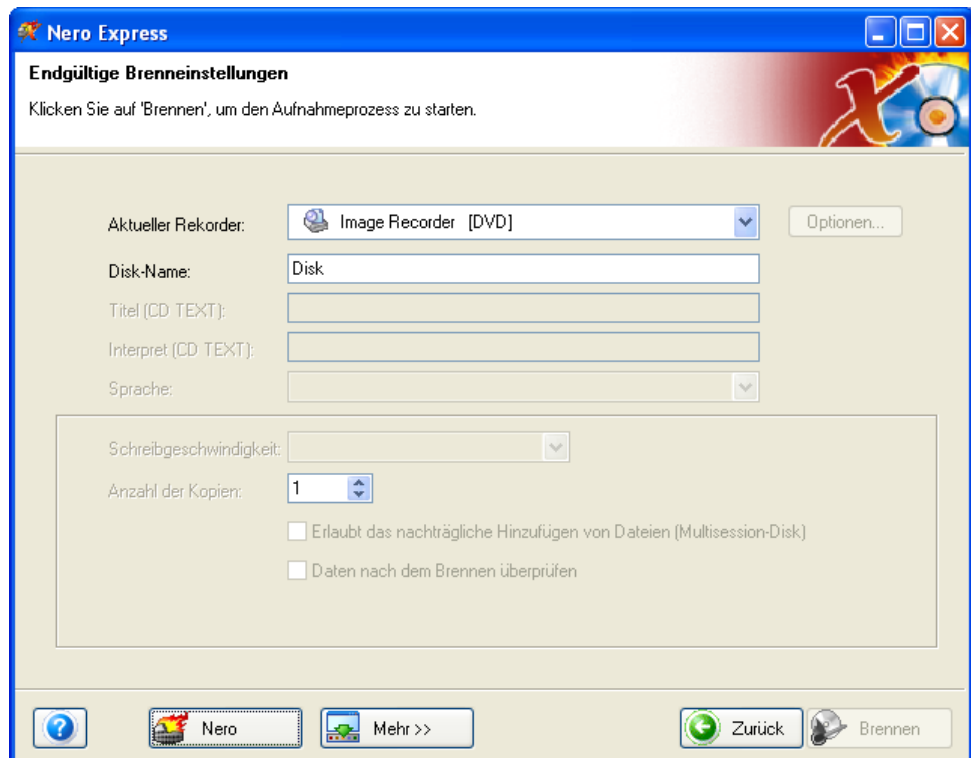 Nero Express
Endgültige Brenneinstellungen
Klicken Sie auf 'Brennen', um den Aufnahmeprozess zu starten.
Aktueller Rekorder: Image Recorder [DVD] Optionen...
Disk-Name: Disk
Titel (CD TEXT):
Interpret (CD TEXT):
Sprache:
Schreibgeschwindigkeit:
Anzahl der Kopien: 1
Erlaubt das nachträgliche Hinzufügen von Dateien (Multisession-Disk)
Daten nach dem Brennen überprüfen
? Nero Mehr >> Zurück Brennen